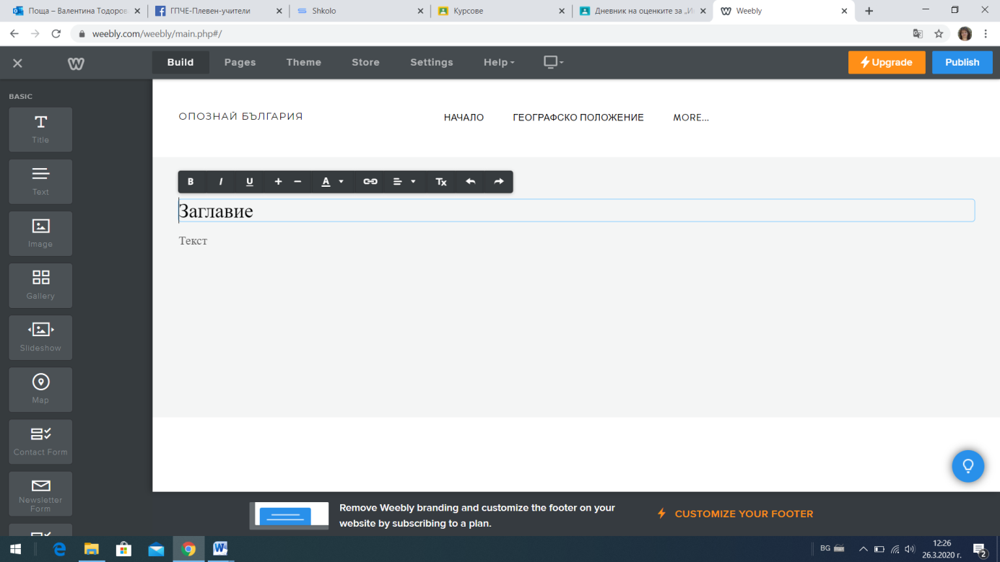 Поща – Валентина Тодоров
ГПЧЕ-Плевен-учители
Shkolo
Курсове
Дневник на оценките за „И
Weebly
weebly.com/weebly/main.php#/
Build
Pages
Theme
Store
Settings
Help
Upgrade
Publish
BASIC
Title
Text
Image
Gallery
Slideshow
Map
Contact Form
Newsletter
Form
ОПОЗНАЙ БЪЛГАРИЯ
НАЧАЛО
ГЕОГРАФСКО ПОЛОЖЕНИЕ
MORE...
B I U + − A Tx
Заглавие
Текст
Remove Weebly branding and customize the footer on your
website by subscribing to a plan.
CUSTOMIZE YOUR FOOTER
BG
12:26
26.3.2020 г.
2